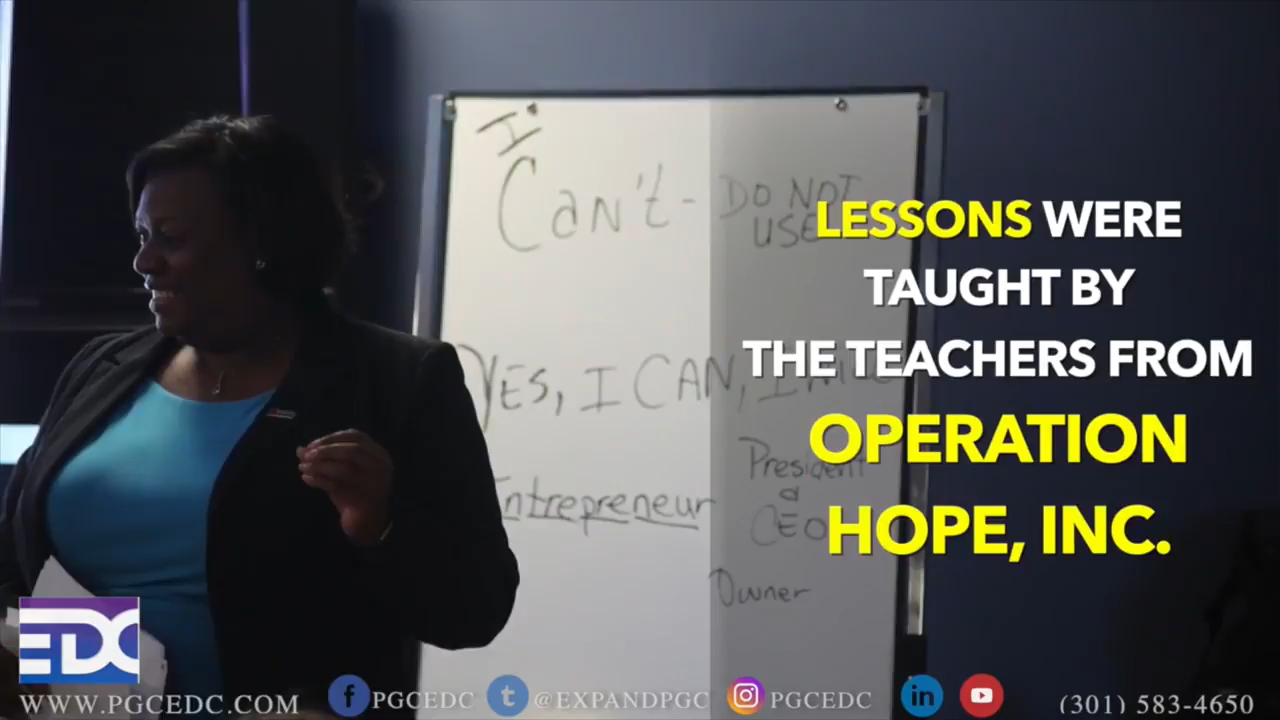 I
Can't - DO NOT
USE
YES, I CAN, I
Entrepreneur
President
&
CEO
Owner
LESSONS WERE
TAUGHT BY
THE TEACHERS FROM
OPERATION
HOPE, INC.
EDC
WWW.PGCEDC.COM
PGCEDC
@EXPANDPGC
PGCEDC
(301) 583-4650